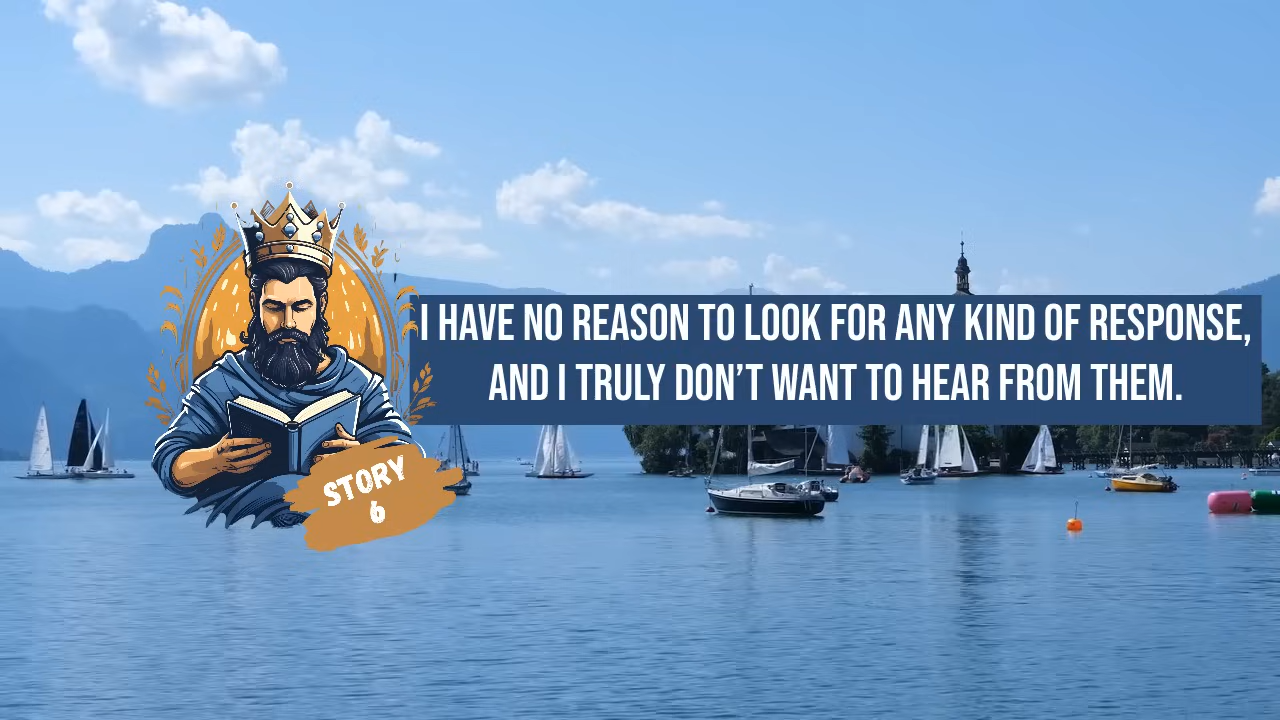 I HAVE NO REASON TO LOOK FOR ANY KIND OF RESPONSE,
AND I TRULY DON'T WANT TO HEAR FROM THEM.
STORY
6